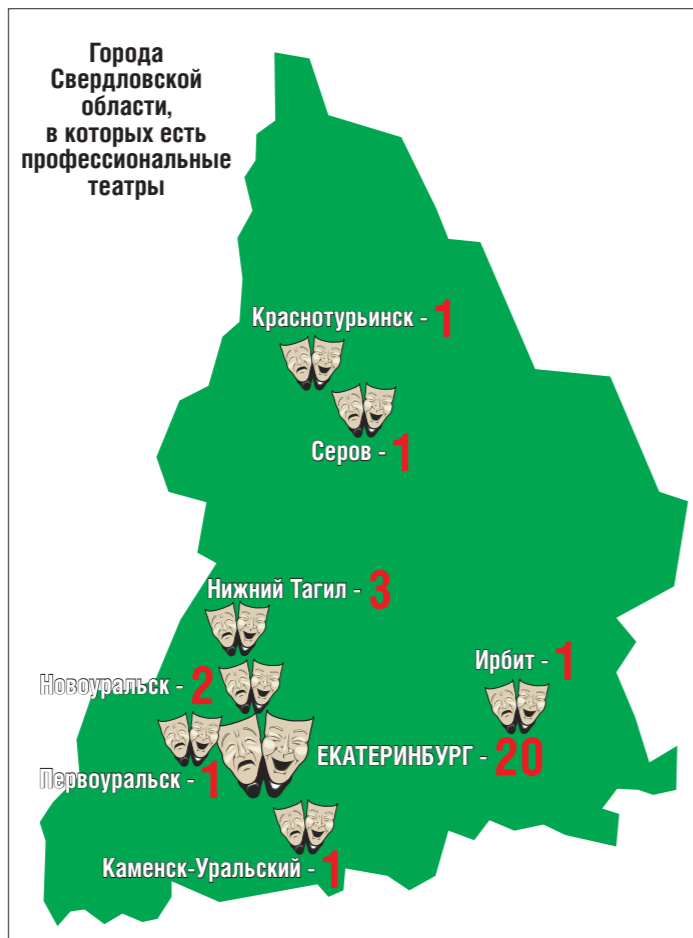 Города
Свердловской
области,
в которых есть
профессиональные
театры
Краснотурьинск - 1
Серов - 1
Нижний Тагил - 3
Ирбит - 1
Новоуральск - 2
ЕКАТЕРИНБУРГ - 20
Первоуральск - 1
Каменск-Уральский - 1